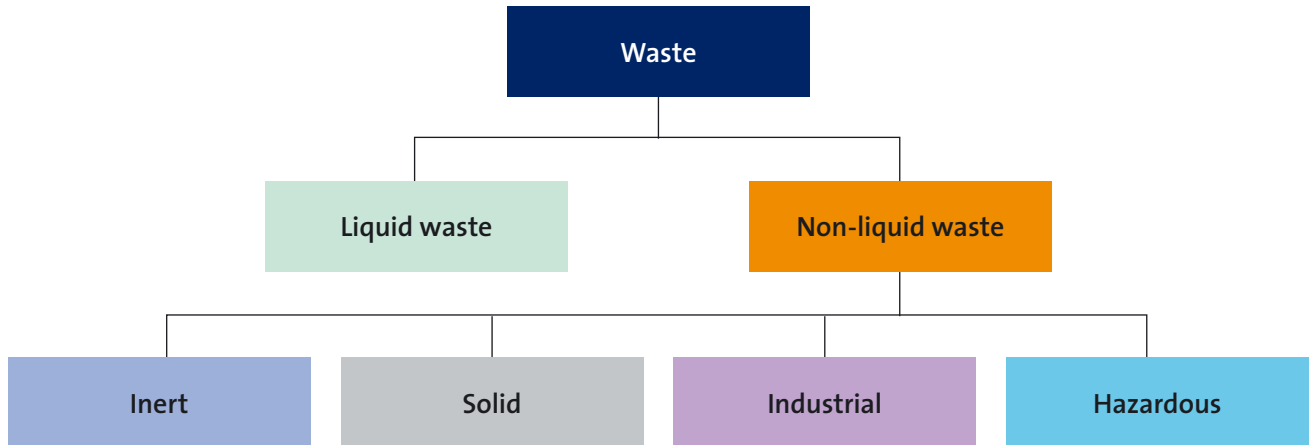 Waste
Liquid waste
Non-liquid waste
Inert
Solid
Industrial
Hazardous